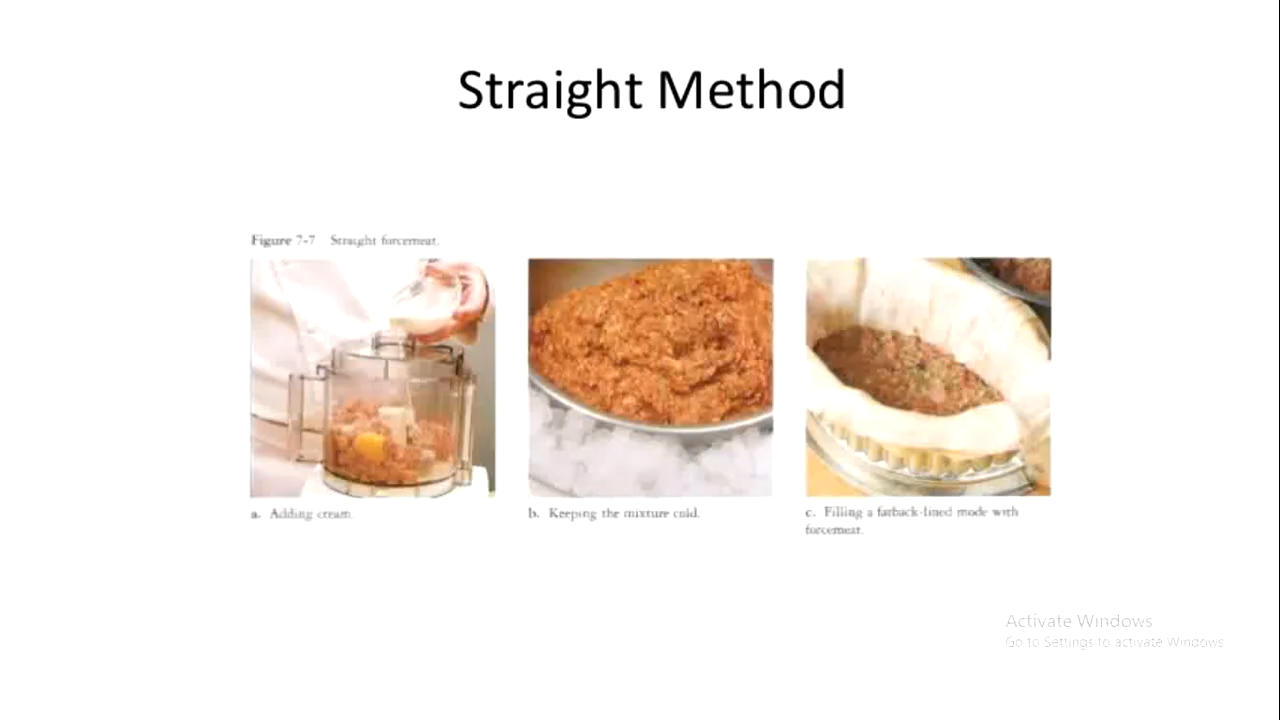 Straight Method
Figure 7-7 Straight forcemeat.
a. Adding cream.
b. Keeping the mixture cold.
c. Filling a fatback-lined mode with
forcemeat.
Activate Windows
Go to Settings to activate Windows.